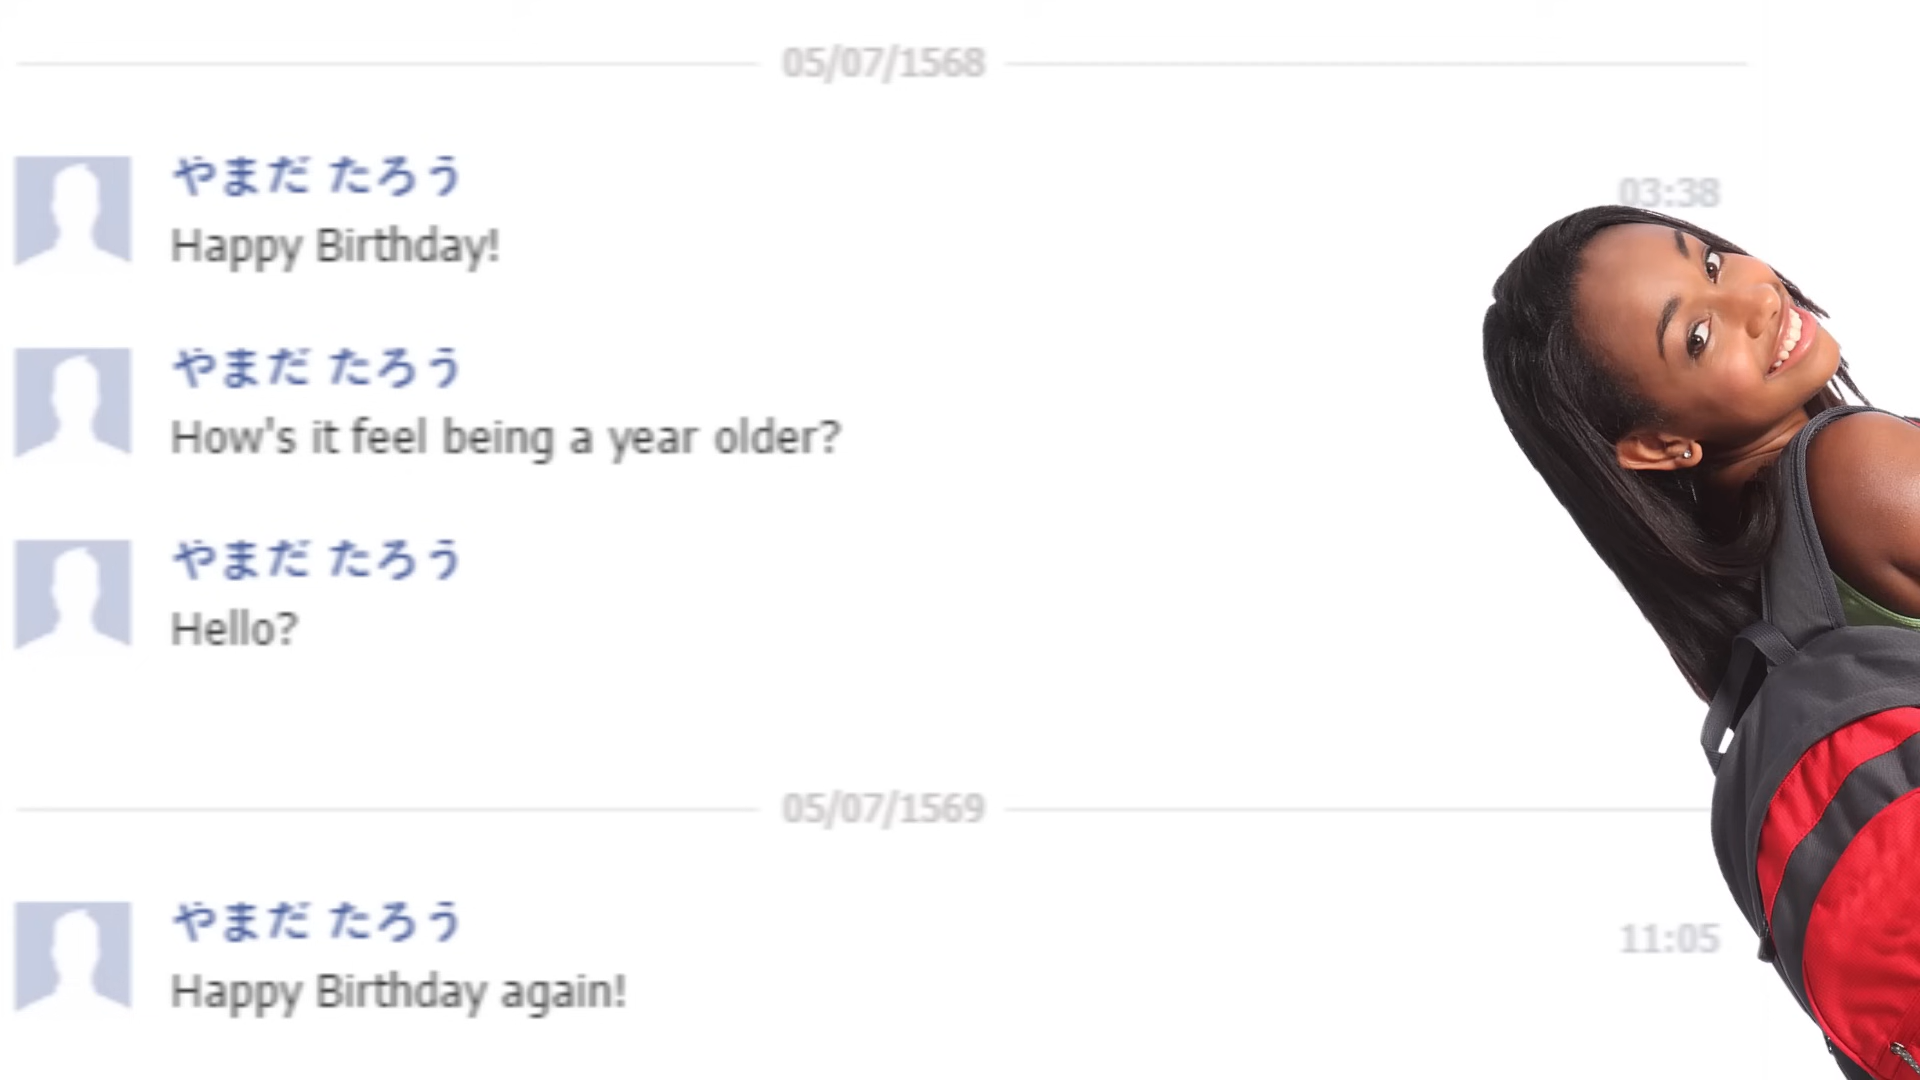 05/07/1568
やまだ たろう
03:38
Happy Birthday!
やまだ たろう
How's it feel being a year older?
やまだ たろう
Hello?
05/07/1569
やまだ たろう
11:05
Happy Birthday again!